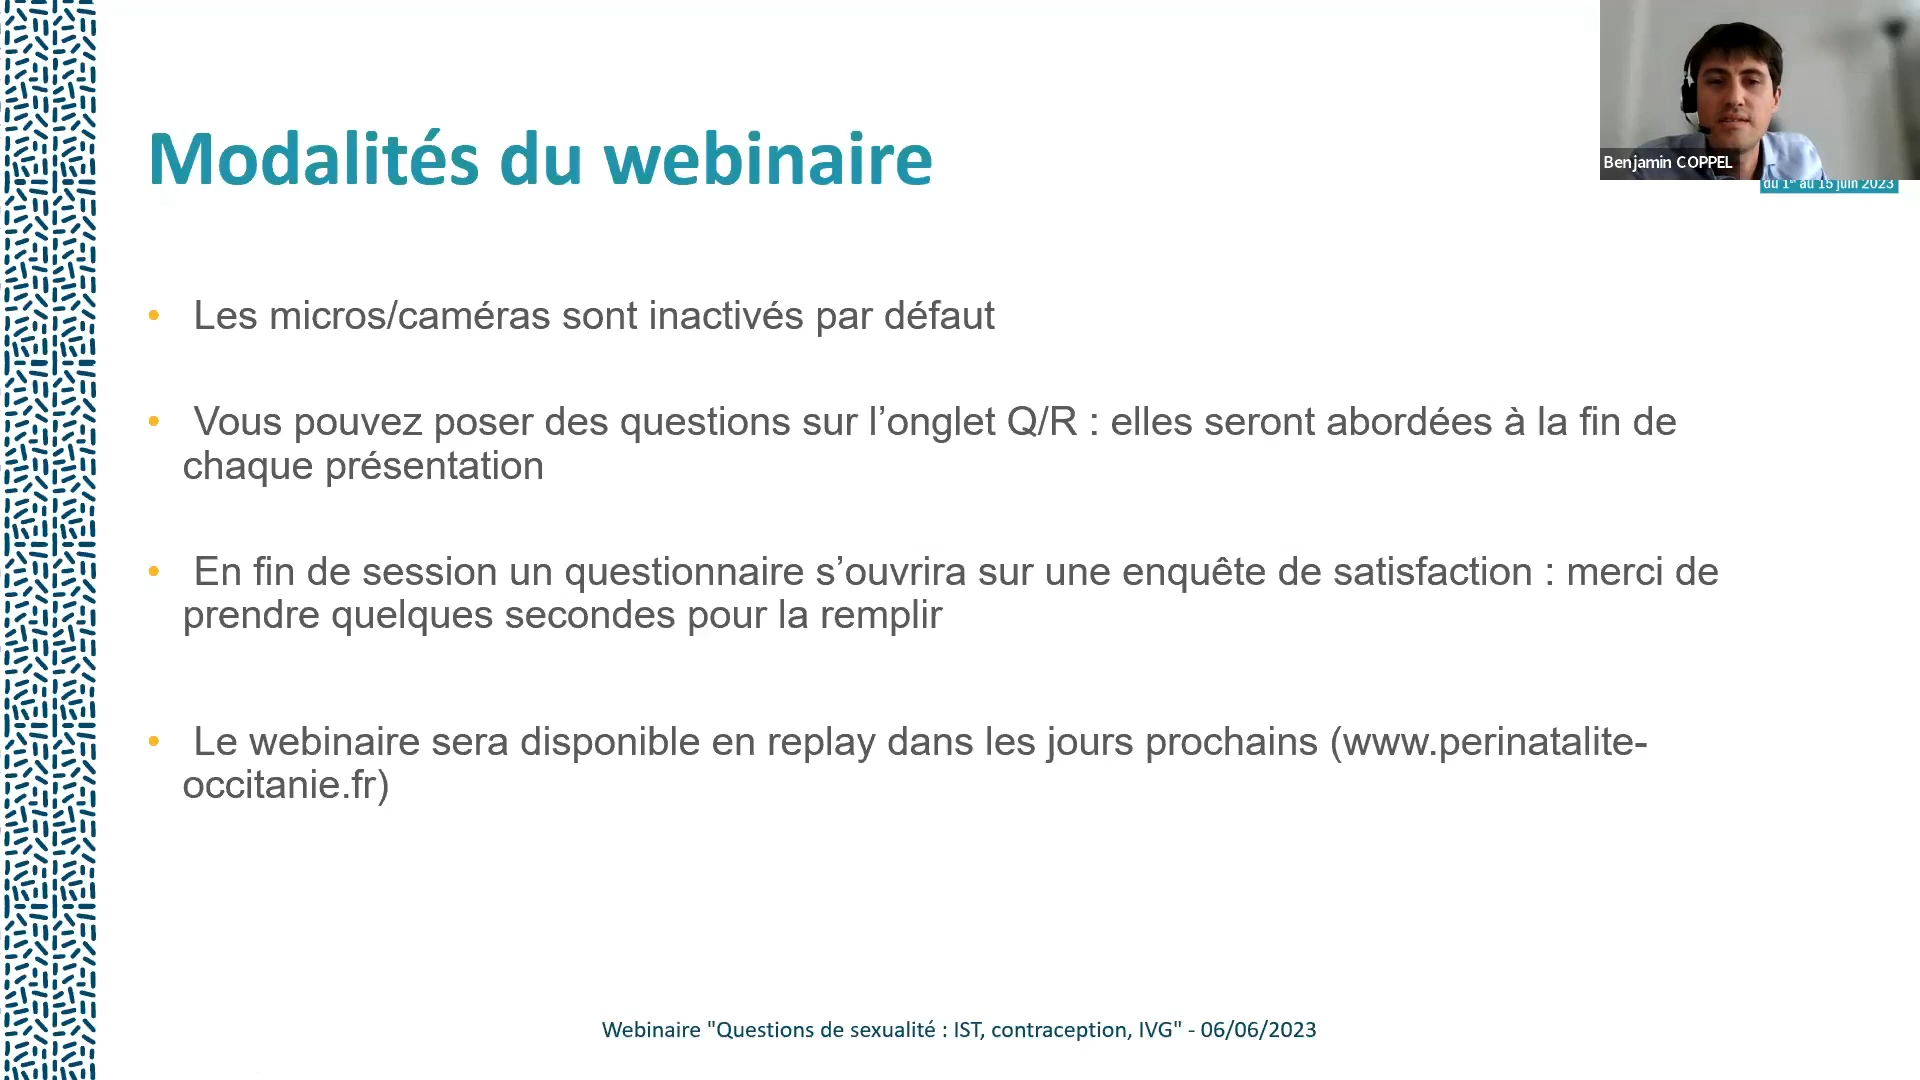 Benjamin COPPEL
du 1er au 15 juin 2023
Modalités du webinaire
• Les micros/caméras sont inactivés par défaut
• Vous pouvez poser des questions sur l’onglet Q/R : elles seront abordées à la fin de
chaque présentation
• En fin de session un questionnaire s’ouvrira sur une enquête de satisfaction : merci de
prendre quelques secondes pour la remplir
• Le webinaire sera disponible en replay dans les jours prochains (www.perinatalite-
occitanie.fr)
Webinaire "Questions de sexualité : IST, contraception, IVG" - 06/06/2023